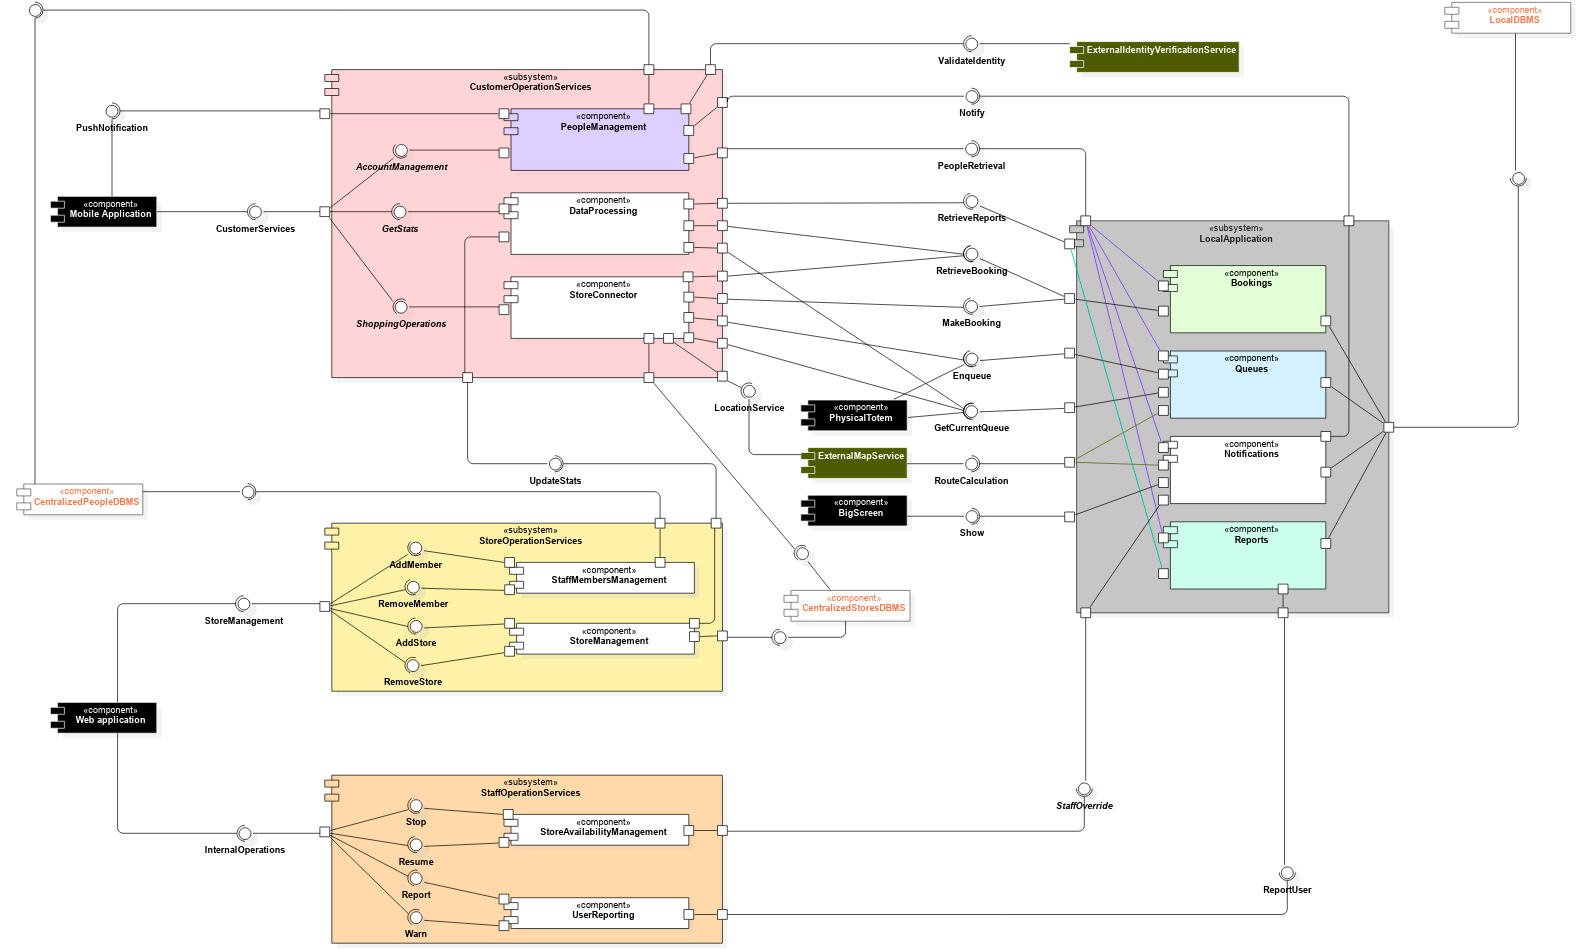 «component»
LocalDBMS
ValidateIdentity
ExternalIdentityVerificationService
«subsystem»
CustomerOperationServices
Notify
PushNotification
«component»
PeopleManagement
AccountManagement
PeopleRetrieval
«component»
Mobile Application
CustomerServices
GetStats
«component»
DataProcessing
RetrieveReports
«subsystem»
LocalApplication
RetrieveBooking
«component»
Bookings
«component»
StoreConnector
ShoppingOperations
MakeBooking
Enqueue
«component»
Queues
LocationService
«component»
PhysicalTotem
GetCurrentQueue
«component»
Notifications
ExternalMapService
RouteCalculation
UpdateStats
«component»
CentralizedPeopleDBMS
«component»
BigScreen
Show
«subsystem»
StoreOperationServices
«component»
Reports
AddMember
«component»
StaffMembersManagement
RemoveMember
«component»
CentralizedStoresDBMS
StoreManagement
AddStore
«component»
StoreManagement
RemoveStore
«component»
Web application
«subsystem»
StaffOperationServices
StaffOverride
Stop
«component»
StoreAvailabilityManagement
InternalOperations
Resume
Report
ReportUser
«component»
UserReporting
Warn